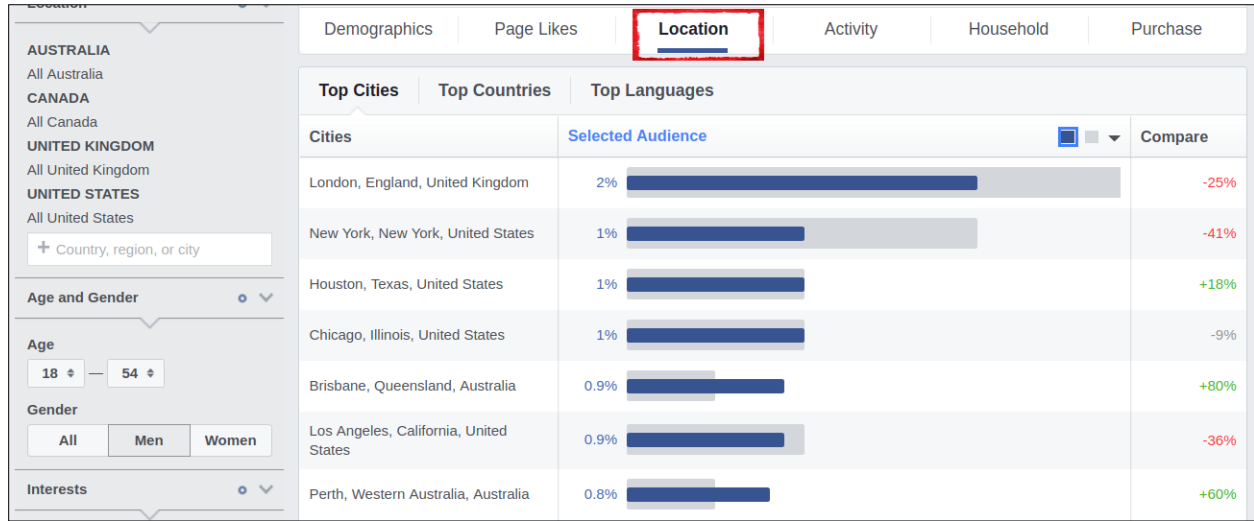 Location
AUSTRALIA
All Australia
CANADA
All Canada
UNITED KINGDOM
All United Kingdom
UNITED STATES
All United States
+ Country, region, or city
Age and Gender
Age
18 — 54
Gender
All Men Women
Interests
Demographics Page Likes Location Activity Household Purchase
Top Cities Top Countries Top Languages
Cities Selected Audience Compare
London, England, United Kingdom 2% -25%
New York, New York, United States 1% -41%
Houston, Texas, United States 1% +18%
Chicago, Illinois, United States 1% -9%
Brisbane, Queensland, Australia 0.9% +80%
Los Angeles, California, United
States 0.9% -36%
Perth, Western Australia, Australia 0.8% +60%